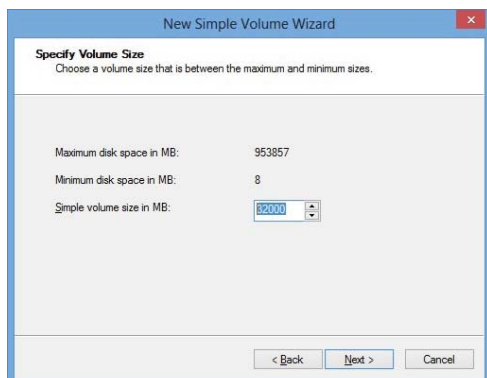 New Simple Volume Wizard
Specify Volume Size
Choose a volume size that is between the maximum and minimum sizes.
Maximum disk space in MB: 953857
Minimum disk space in MB: 8
Simple volume size in MB: 32000
< Back Next > Cancel